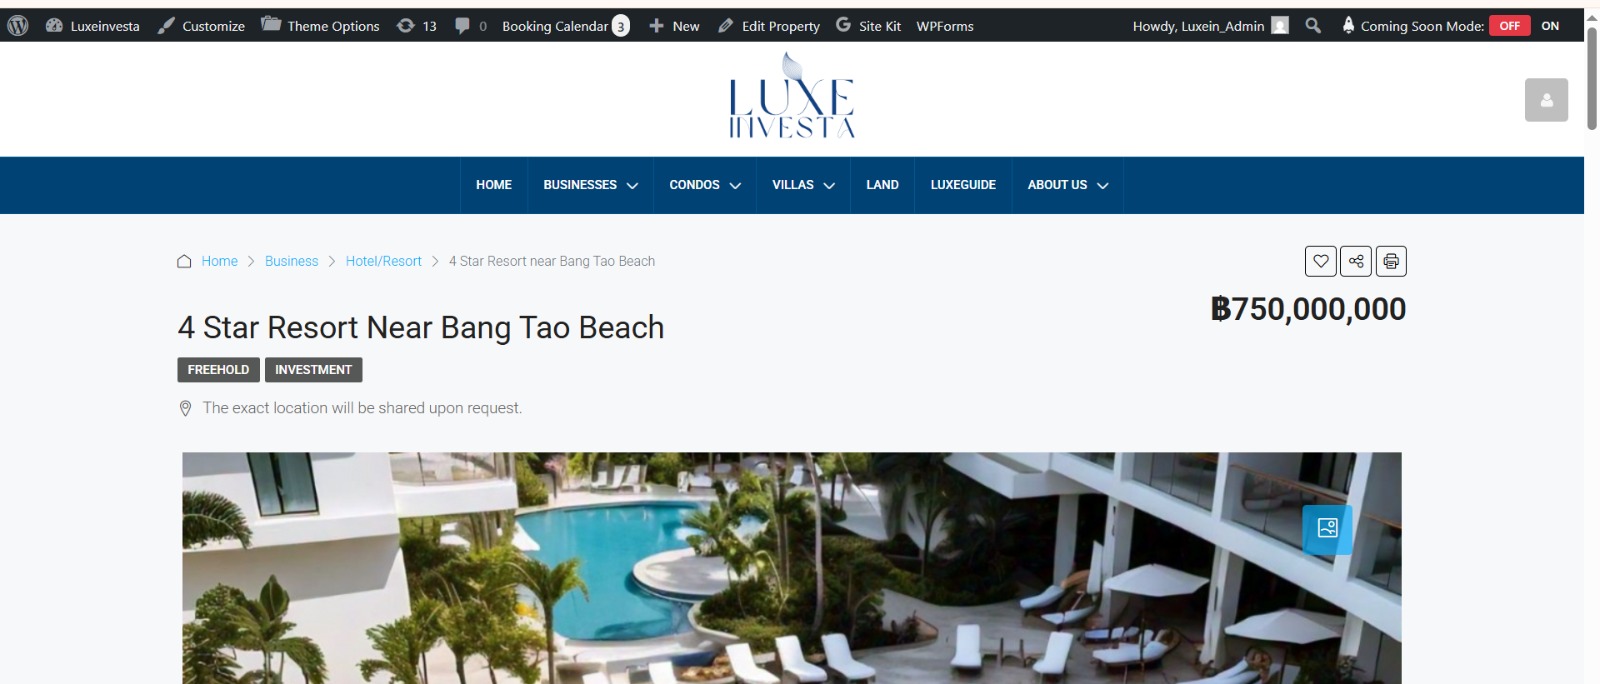 Luxeinvesta Customize Theme Options 13 0 Booking Calendar 3 New Edit Property Site Kit WPForms Howdy, Luxein_Admin Coming Soon Mode: OFF ON
LUXE
INVESTA
HOME BUSINESSES CONDOS VILLAS LAND LUXEGUIDE ABOUT US
Home > Business > Hotel/Resort > 4 Star Resort near Bang Tao Beach
฿750,000,000
4 Star Resort Near Bang Tao Beach
FREEHOLD INVESTMENT
The exact location will be shared upon request.